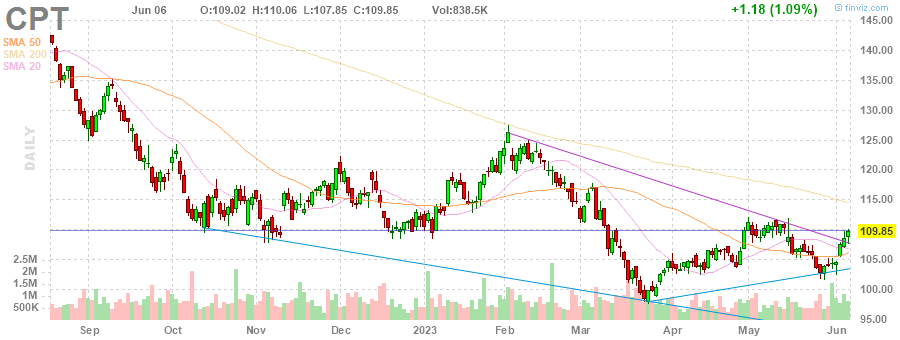 CPT Jun 06 O:109.02 H:110.06 L:107.85 C:109.85 Vol:838.5K +1.18 (1.09%) © finviz.com
SMA 50
SMA 200
SMA 20
DAILY
145.00
140.00
135.00
130.00
125.00
120.00
115.00
109.85
105.00
100.00
95.00
2.5M
2M
1.5M
1M
500K
Sep Oct Nov Dec 2023 Feb Mar Apr May Jun